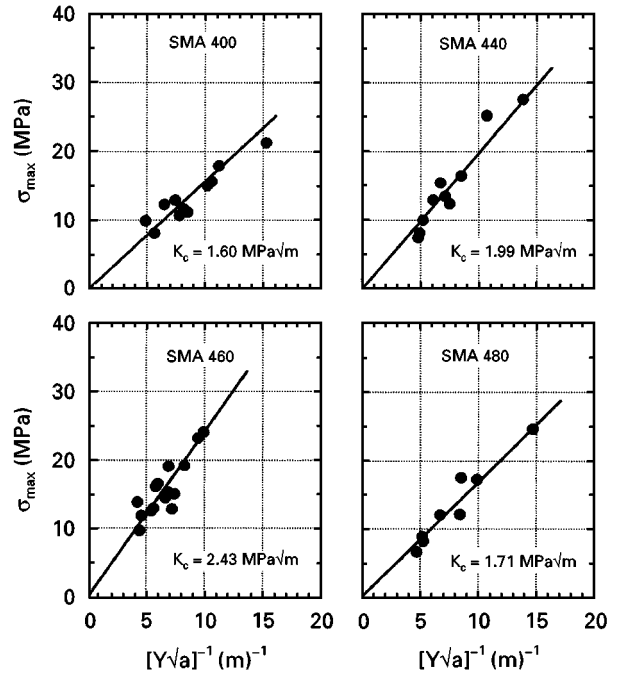 40
30
20
10
0
σmax (MPa)
SMA 400
Kc = 1.60 MPa√m
SMA 440
Kc = 1.99 MPa√m
40
30
20
10
0
σmax (MPa)
SMA 460
Kc = 2.43 MPa√m
0 5 10 15 20
[Y√a]⁻¹ (m)⁻¹
SMA 480
Kc = 1.71 MPa√m
0 5 10 15 20
[Y√a]⁻¹ (m)⁻¹